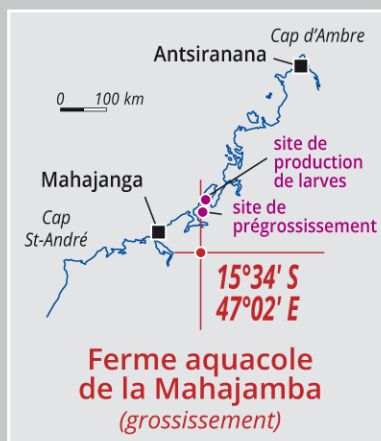 Cap d’Ambre
Antsiranana
0 100 km
site de
production
de larves
Mahajanga
site de
prégrossissement
Cap
St-André
15°34' S
47°02' E
Ferme aquacole
de la Mahajamba
(grossissement)